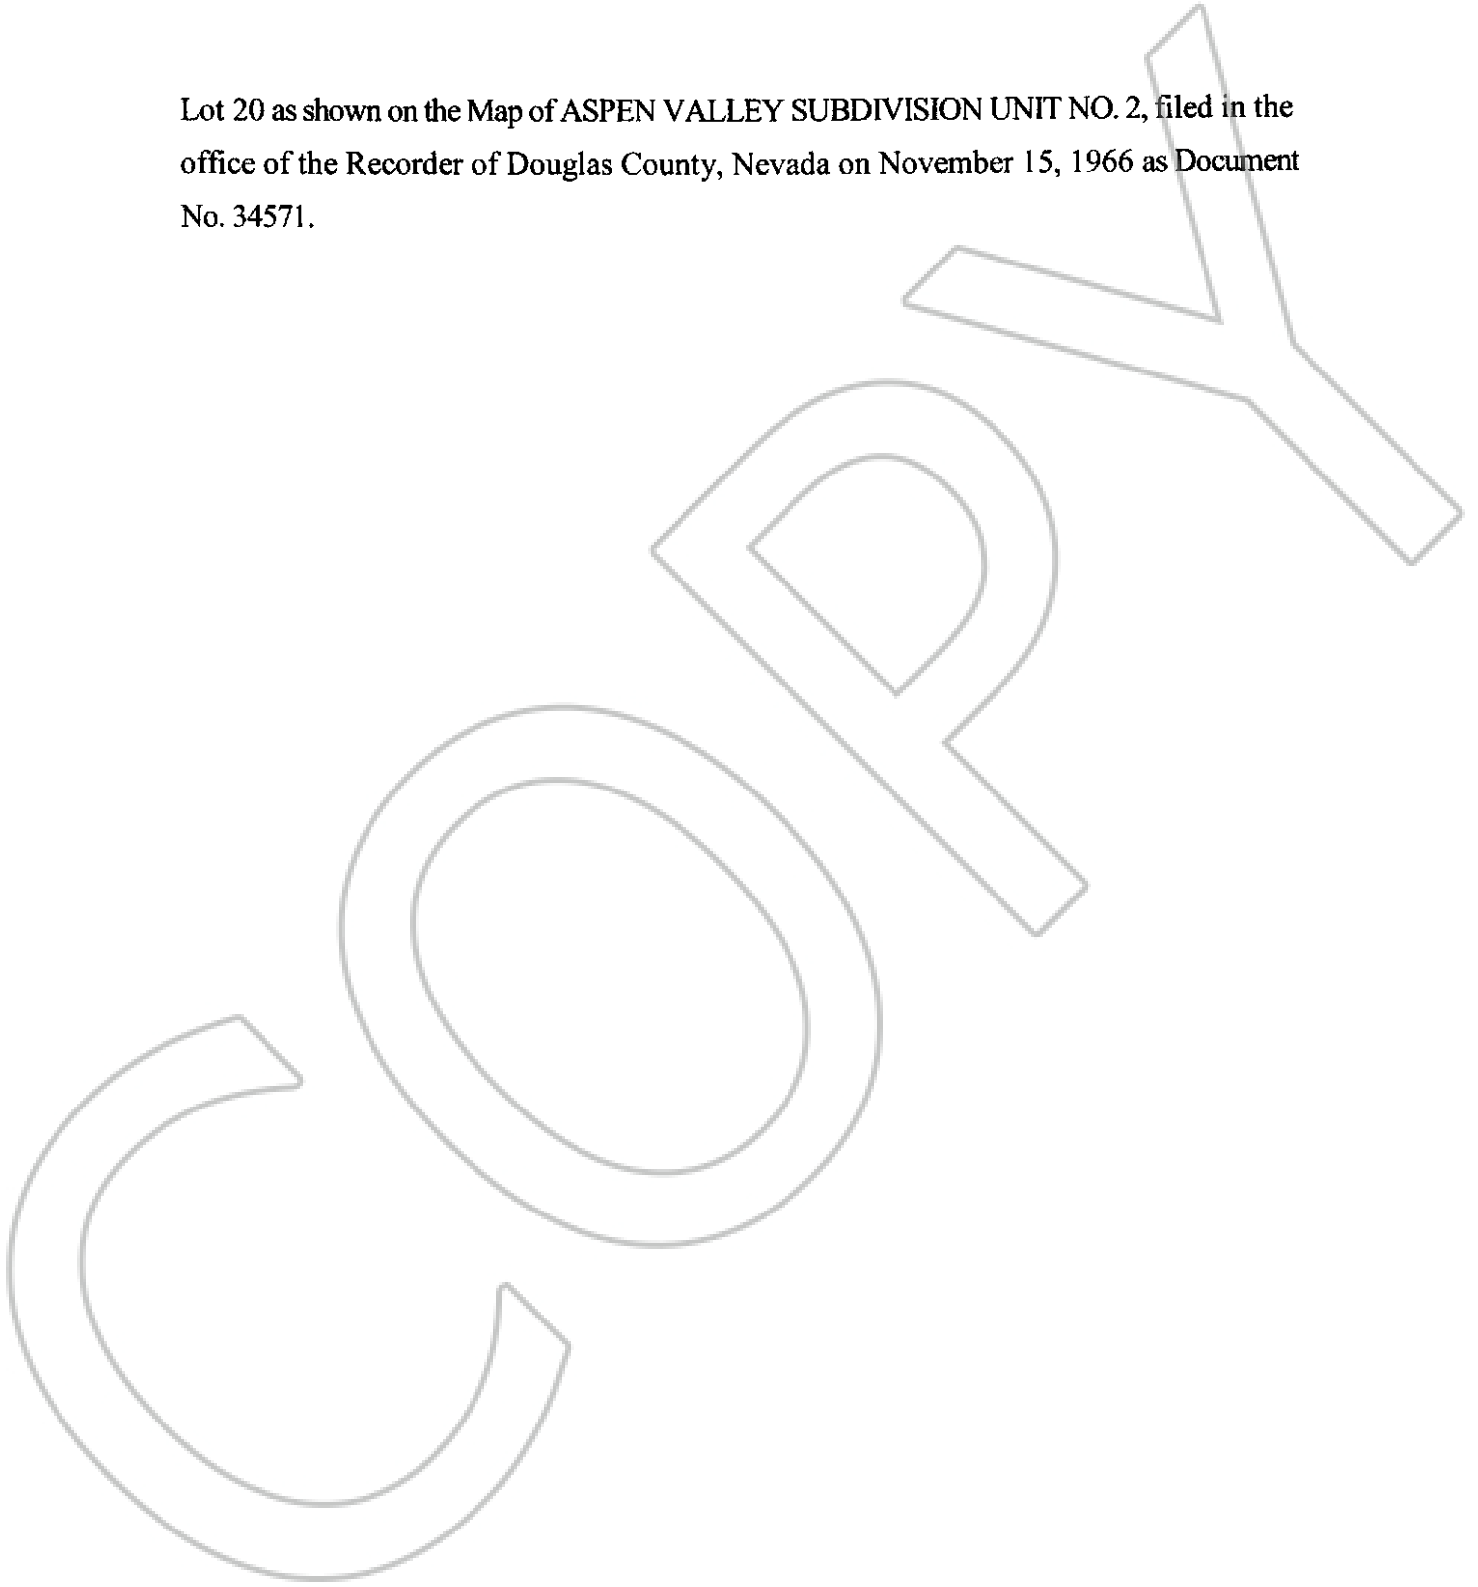 Lot 20 as shown on the Map of ASPEN VALLEY SUBDIVISION UNIT NO. 2, filed in the
office of the Recorder of Douglas County, Nevada on November 15, 1966 as Document
No. 34571.
COPY